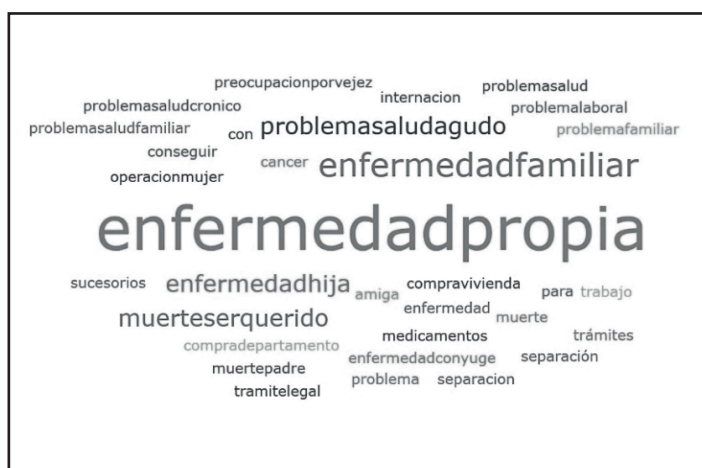 preocupacionporvejez
internacion
problemasalud
problemasaludcronico
problemalaboral
problemasaludfamiliar
con
problemasaludagudo
problemafamiliar
conseguir
cancer
enfermedadfamiliar
operacionmujer
enfermedadpropia
sucesorios
enfermedadhija
amiga
compravivienda
para
trabajo
enfermedad
muerteserquerido
muerte
medicamentos
trámites
compradepartamento
enfermedadconyuge
separación
muertepadre
problema
separacion
tramitelegal